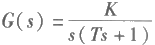 G(s) = K / s(Ts + 1)